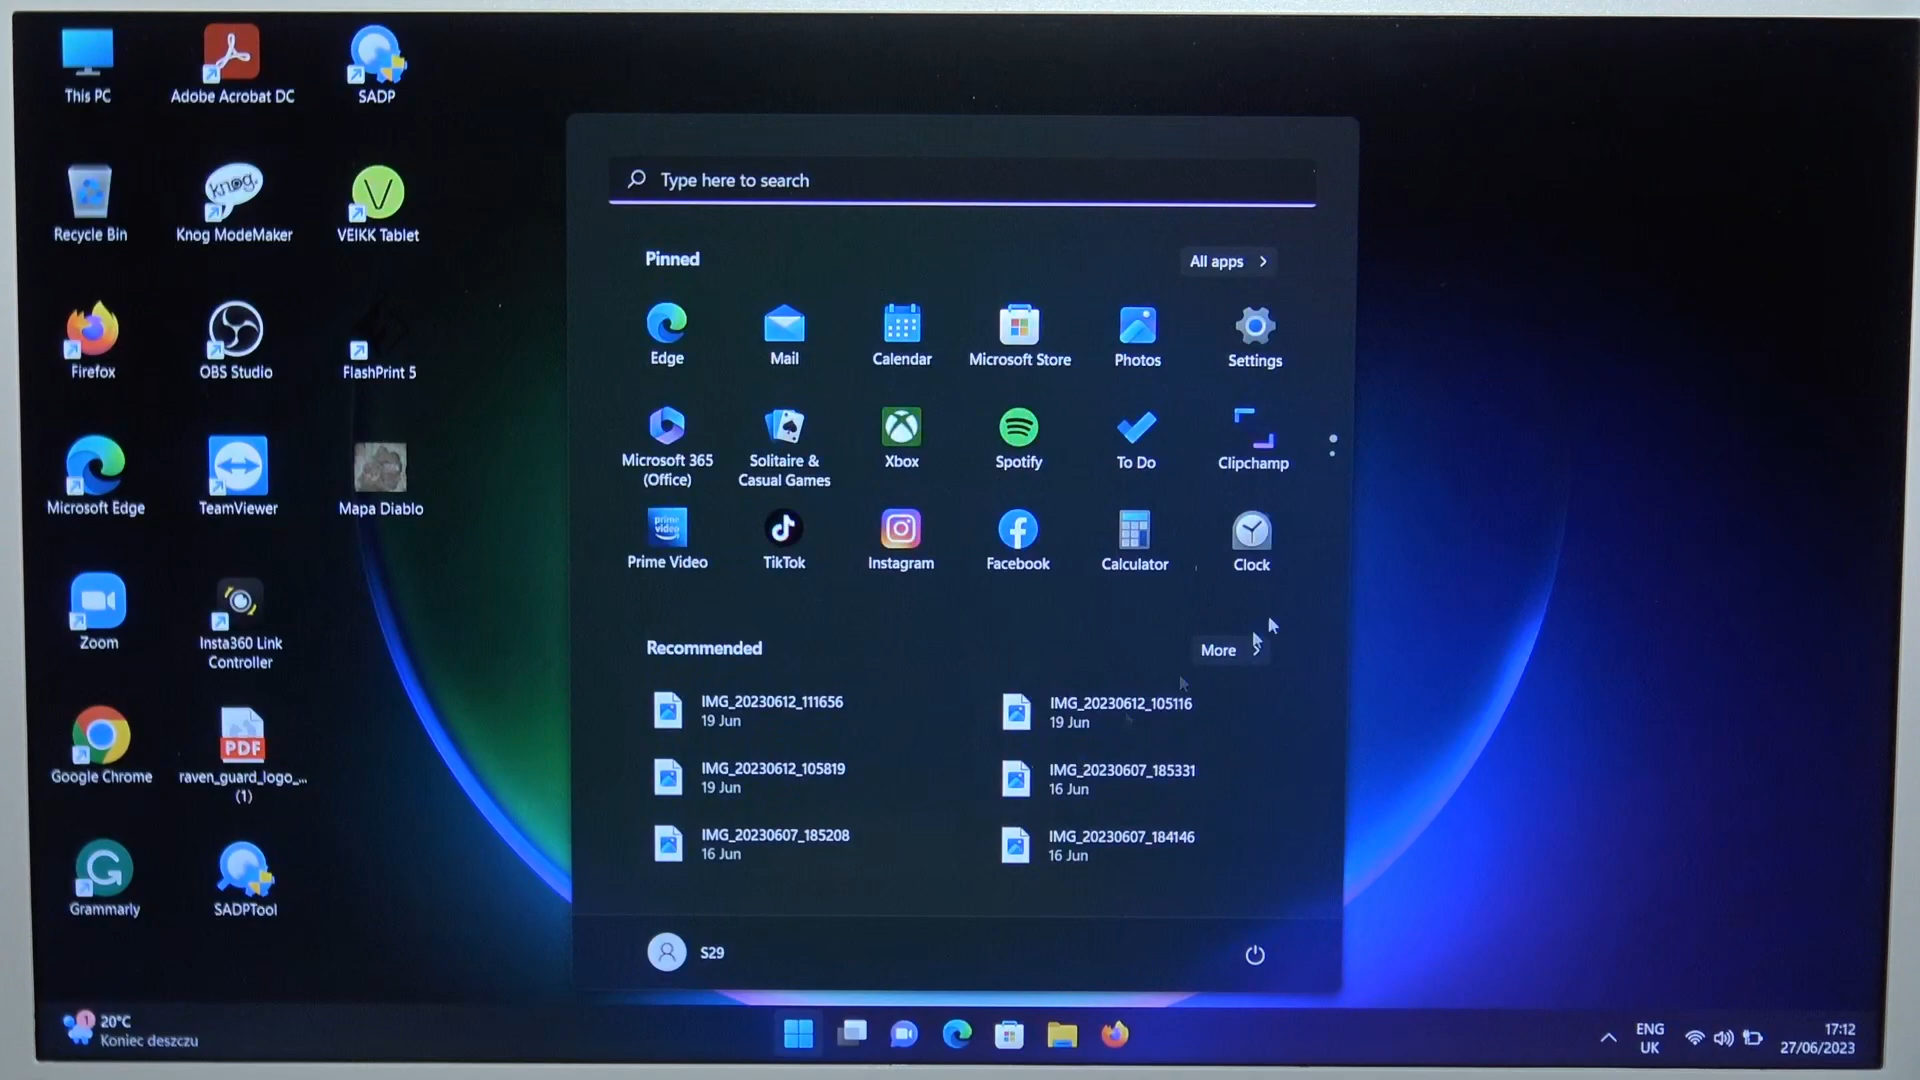 This PC
Adobe Acrobat DC
SADP
Recycle Bin
knog.
Knog ModeMaker
V
VEIKK Tablet
Firefox
OBS Studio
FlashPrint 5
Microsoft Edge
TeamViewer
Mapa Diablo
Zoom
Insta360 Link
Controller
Google Chrome
PDF
raven_guard_logo_...
(1)
G
Grammarly
SADPTool
Type here to search
Pinned
All apps
Edge
Mail
Calendar
Microsoft Store
Photos
Settings
Microsoft 365
(Office)
Solitaire &
Casual Games
Xbox
Spotify
To Do
Clipchamp
prime
video
Prime Video
TikTok
Instagram
Facebook
Calculator
Clock
Recommended
More
IMG_20230612_111656
19 Jun
IMG_20230612_105116
19 Jun
IMG_20230612_105819
19 Jun
IMG_20230607_185331
16 Jun
IMG_20230607_185208
16 Jun
IMG_20230607_184146
16 Jun
S29
1
20°C
Koniec deszczu
ENG
UK
17:12
27/06/2023